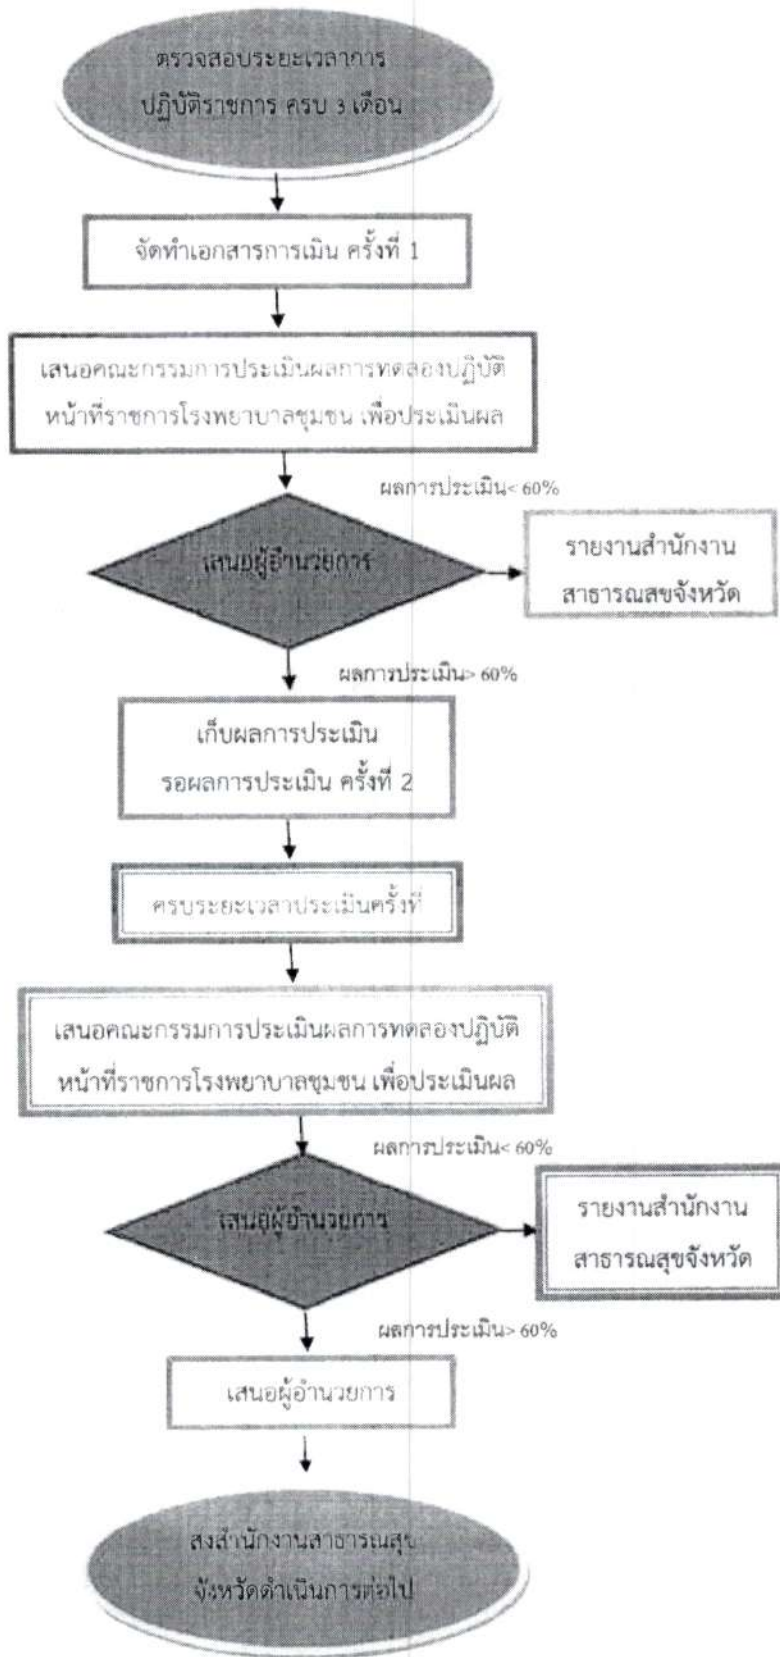 ตรวจสอบระยะเวลาการ
ปฏิบัติราชการ ครบ 3 เดือน
จัดทำเอกสารการเมิน ครั้งที่ 1
เสนอคณะกรรมการประเมินผลการทดลองปฏิบัติ
หน้าที่ราชการโรงพยาบาลชุมชน เพื่อประเมินผล
ผลการประเมิน< 60%
เสนอผู้อำนวยการ
รายงานสำนักงาน
สาธารณสขจังหวัด
ผลการประเมิน> 60%
เก็บผลการประเมิน
รอผลการประเมิน ครั้งที่ 2
ครบระยะเวลาประเมินครั้งที่
เสนอคณะกรรมการประเมินผลการทดลองปฏิบัติ
หน้าที่ราชการโรงพยาบาลชุมชน เพื่อประเมินผล
ผลการประเมิน< 60%
เสนอผู้อำนวยการ
รายงานสำนักงาน
สาธารณสุขจังหวัด
ผลการประเมิน> 60%
เสนอผู้อำนวยการ
สงสำนักงานสาธารณสุข
จังหวัดดำเนินการต่อไป